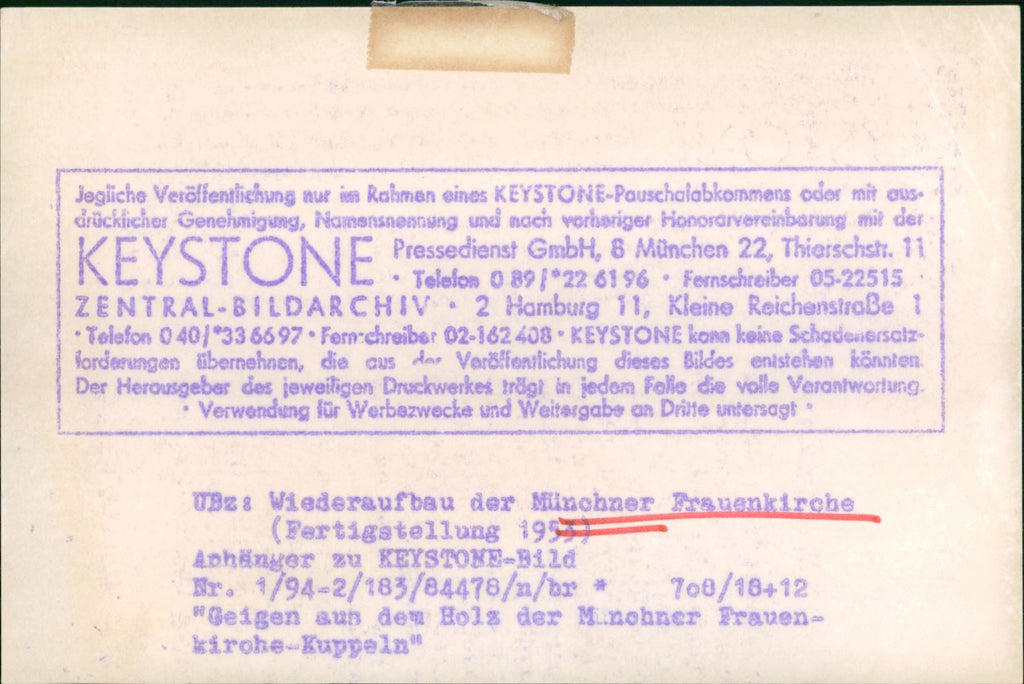 Jegliche Veröffentlichung nur im Rahmen eines KEYSTONE-Pauschalabkommens oder mit aus-
drücklicher Genehmigung, Namensnennung und nach vorheriger Honorarvereinbarung mit der
KEYSTONE Pressedienst GmbH, 8 München 22, Thierschstr. 11
· Telefon 0 89/*22 61 96 · Fernschreiber 05-22515 ·
ZENTRAL-BILDARCHIV · 2 Hamburg 11, Kleine Reichenstraße 1
· Telefon 0 40/*33 66 97 · Fernschreiber 02-162 408 · KEYSTONE kann keine Schadenersatz-
forderungen übernehmen, die aus der Veröffentlichung dieses Bildes entstehen könnten.
Der Herausgeber des jeweiligen Druckwerkes trägt in jedem Falle die volle Verantwortung.
· Verwendung für Werbezwecke und Weitergabe an Dritte untersagt ·
UBz: Wiederaufbau der Münchner Frauenkirche
(Fertigstellung 1953)
Anhänger zu KEYSTONE-Bild
Nr. 1/94-2/183/84478/n/br * 708/18+12
"Geigen aus dem Holz der Münchner Frauen-
kirche-Kuppeln"